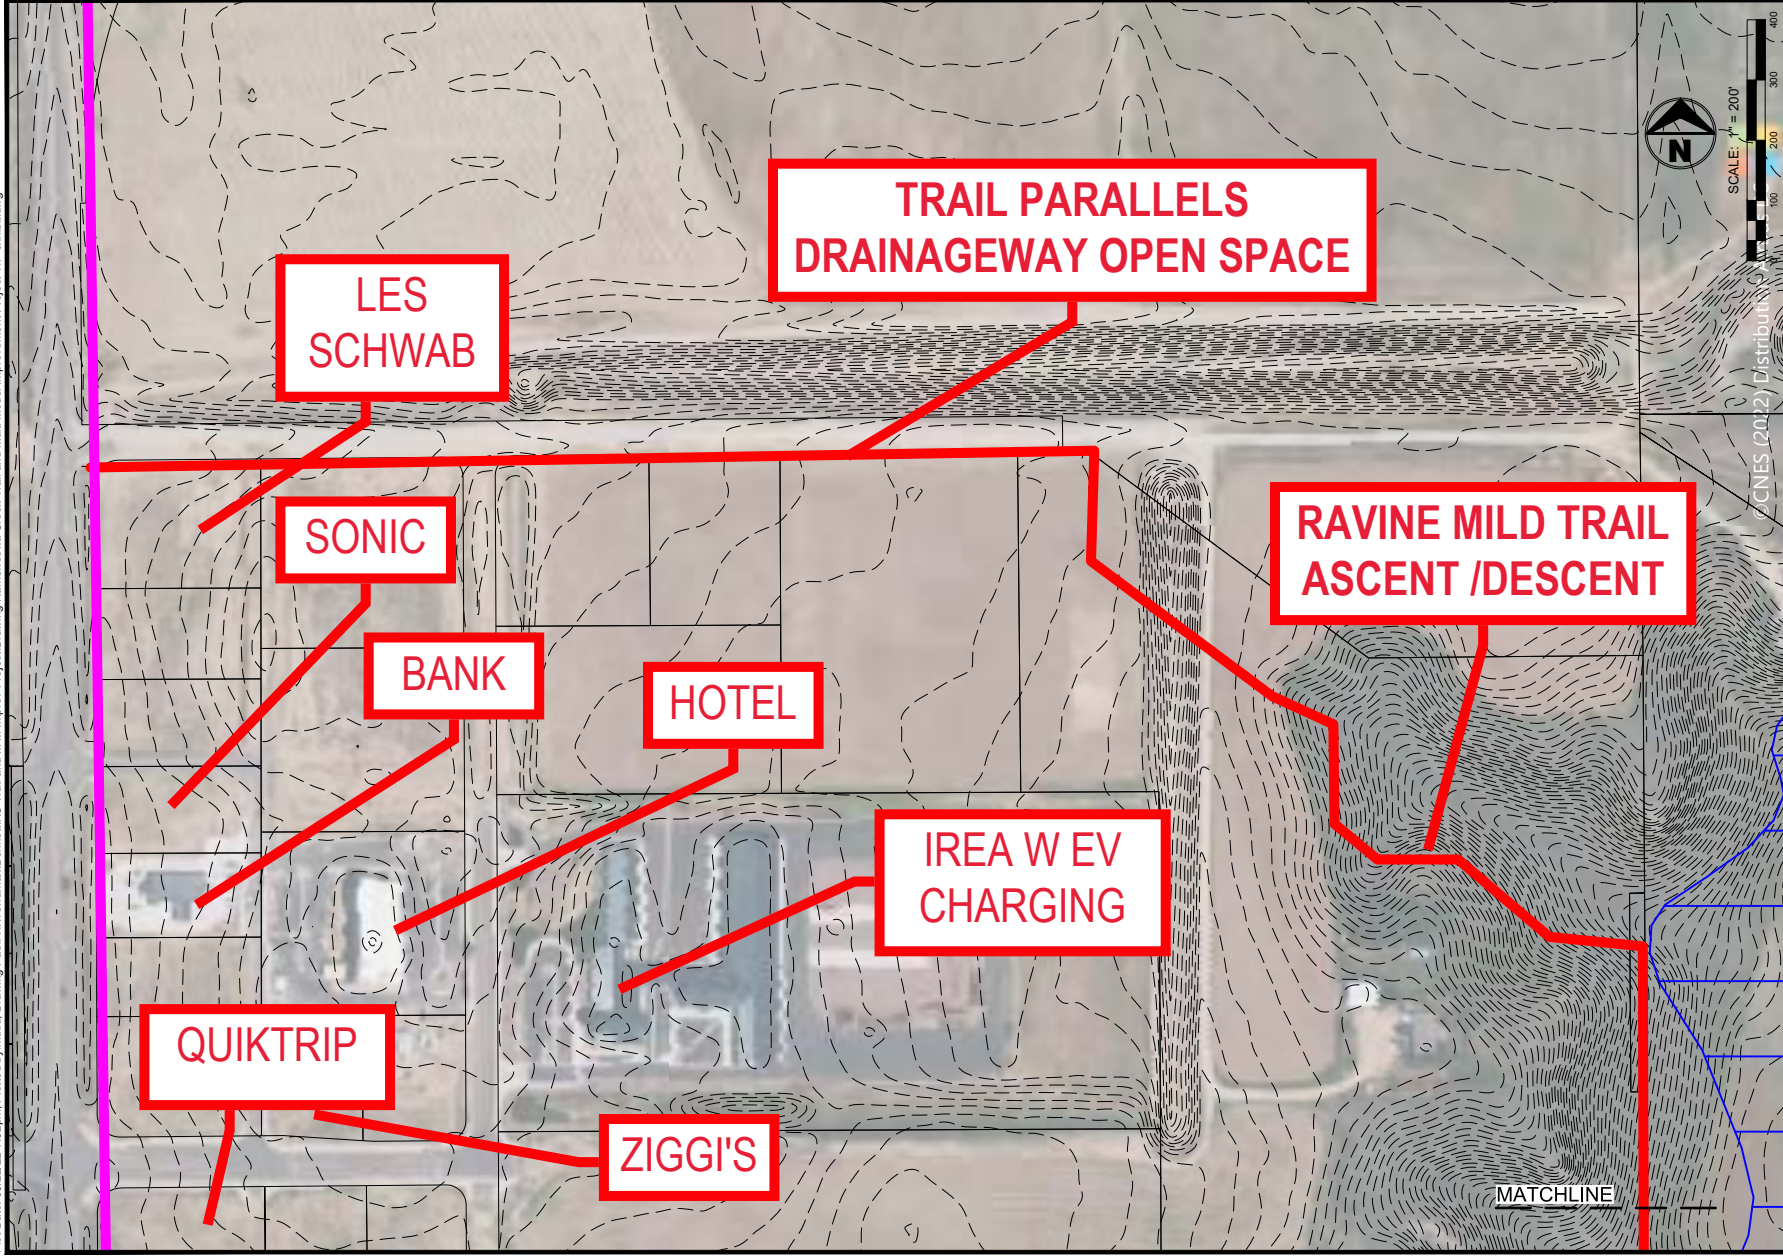 TRAIL PARALLELS
DRAINAGEWAY OPEN SPACE
LES
SCHWAB
SONIC
BANK
HOTEL
RAVINE MILD TRAIL
ASCENT /DESCENT
IREA W EV
CHARGING
QUIKTRIP
ZIGGI'S
MATCHLINE
N
SCALE: 1" = 200'
100
200
300
400
©CNES (2022) Distribution